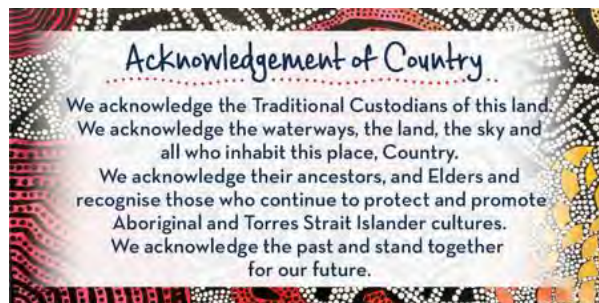 Acknowledgement of Country
We acknowledge the Traditional Custodians of this land.
We acknowledge the waterways, the land, the sky and
all who inhabit this place, Country.
We acknowledge their ancestors, and Elders and
recognise those who continue to protect and promote
Aboriginal and Torres Strait Islander cultures.
We acknowledge the past and stand together
for our future.